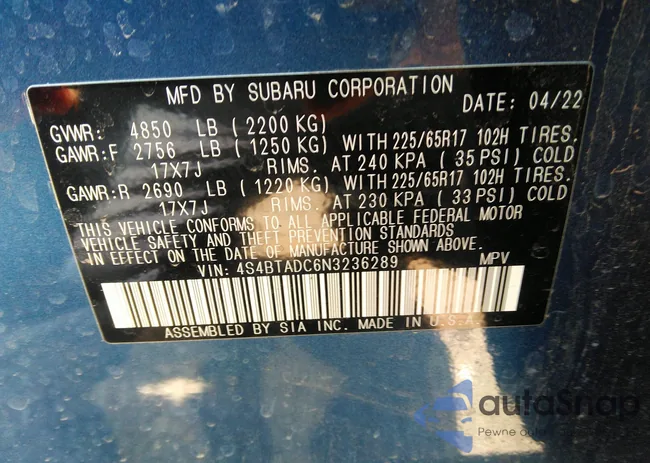 MFD BY SUBARU CORPORATION
DATE: 04/22
GVWR: 4850 LB (2200 KG)
GAWR:F 2756 LB (1250 KG) WITH 225/65R17 102H TIRES.
17X7J RIMS. AT 240 KPA (35 PSI) COLD
GAWR:R 2690 LB (1220 KG) WITH 225/65R17 102H TIRES.
17X7J RIMS. AT 230 KPA (33 PSI) COLD
THIS VEHICLE CONFORMS TO ALL APPLICABLE FEDERAL MOTOR
VEHICLE SAFETY AND THEFT PREVENTION STANDARDS
IN EFFECT ON THE DATE OF MANUFACTURE SHOWN ABOVE.
VIN: 4S4BTADC6N3236289 MPV
ASSEMBLED BY SIA INC. MADE IN U.S.A.
autoSnap
Pewne auto